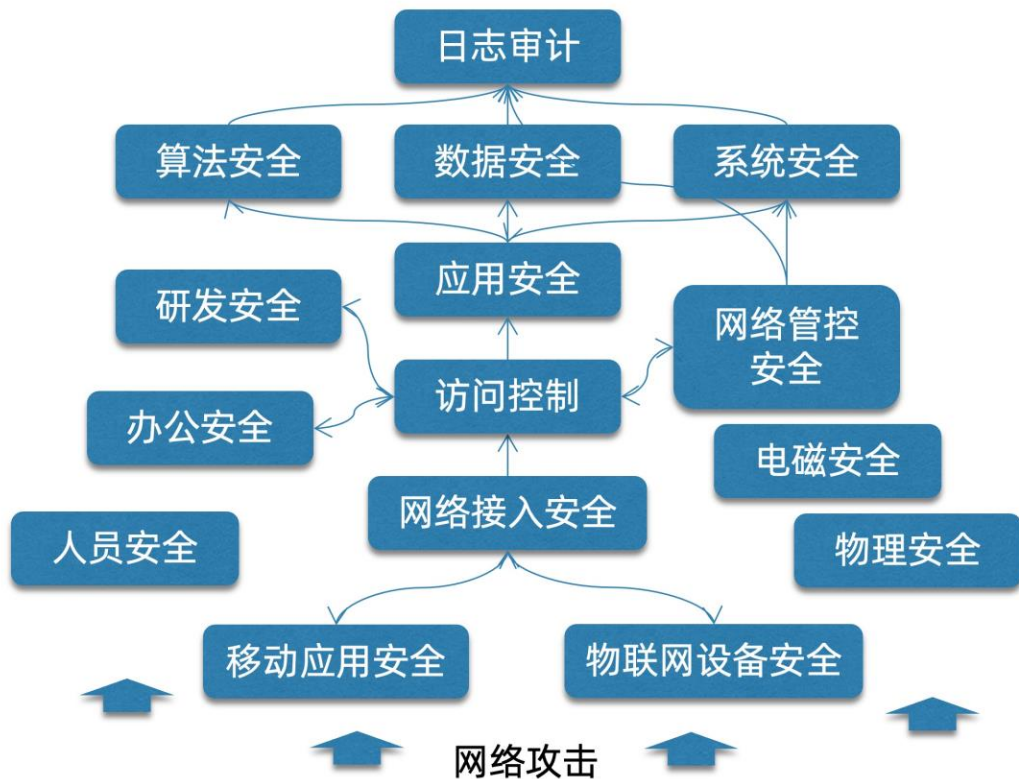 日志审计
算法安全
数据安全
系统安全
应用安全
研发安全
网络管控
安全
访问控制
办公安全
电磁安全
网络接入安全
人员安全
物理安全
移动应用安全
物联网设备安全
网络攻击